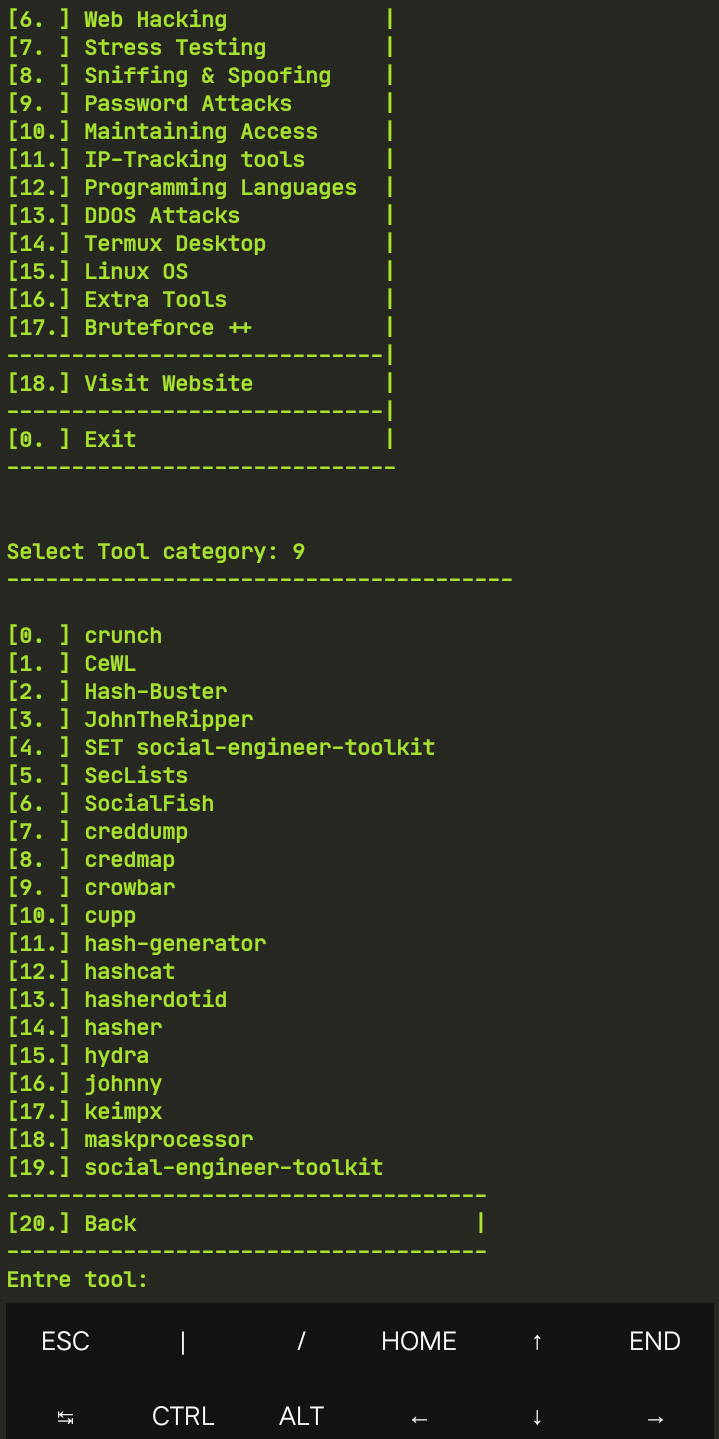 [6. ] Web Hacking            |
[7. ] Stress Testing         |
[8. ] Sniffing & Spoofing    |
[9. ] Password Attacks       |
[10.] Maintaining Access     |
[11.] IP-Tracking tools      |
[12.] Programming Languages  |
[13.] DDOS Attacks           |
[14.] Termux Desktop         |
[15.] Linux OS               |
[16.] Extra Tools            |
[17.] Bruteforce ++          |
-----------------------------|
[18.] Visit Website          |
-----------------------------|
[0. ] Exit                   |
------------------------------
Select Tool category: 9
---------------------------------------
[0. ] crunch
[1. ] CeWL
[2. ] Hash-Buster
[3. ] JohnTheRipper
[4. ] SET social-engineer-toolkit
[5. ] SecLists
[6. ] SocialFish
[7. ] creddump
[8. ] credmap
[9. ] crowbar
[10.] cupp
[11.] hash-generator
[12.] hashcat
[13.] hasherdotid
[14.] hasher
[15.] hydra
[16.] johnny
[17.] keimpx
[18.] maskprocessor
[19.] social-engineer-toolkit
-------------------------------------
[20.] Back                          |
-------------------------------------
Entre tool:
ESC | / HOME ↑ END
↹ CTRL ALT ← ↓ →